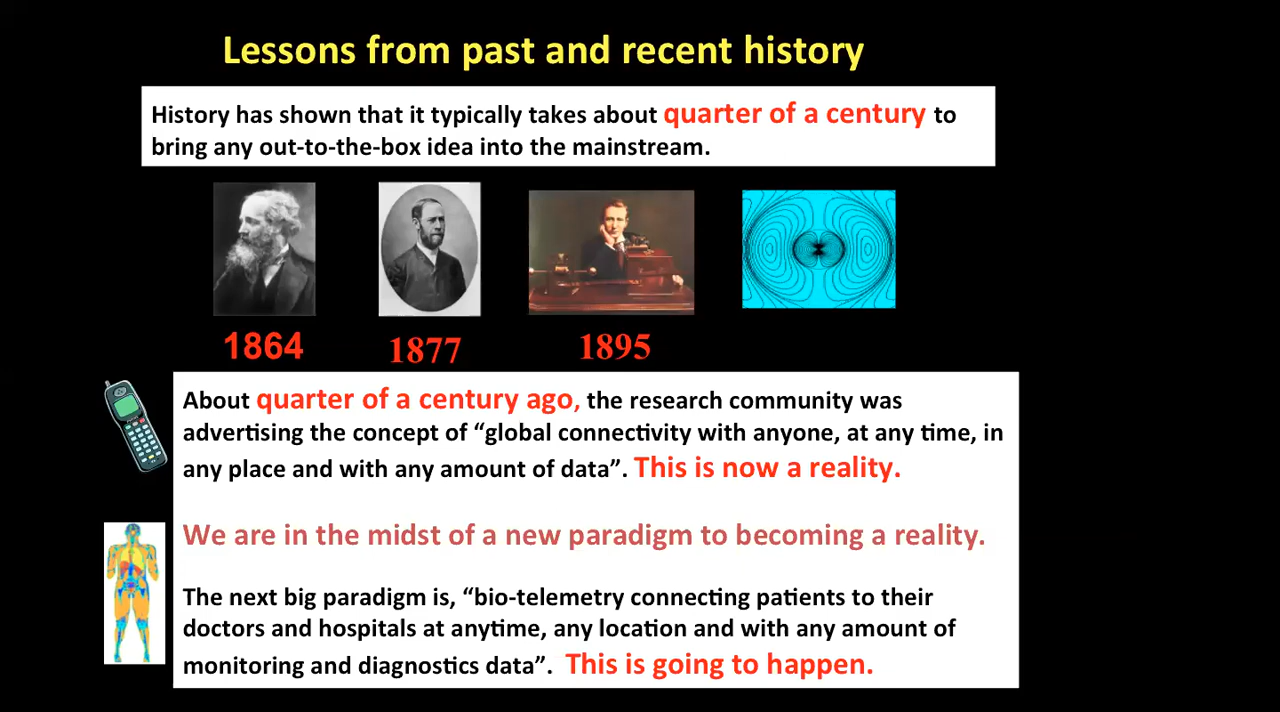 Lessons from past and recent history
History has shown that it typically takes about quarter of a century to
bring any out-to-the-box idea into the mainstream.
1864
1877
1895
About quarter of a century ago, the research community was
advertising the concept of “global connectivity with anyone, at any time, in
any place and with any amount of data”. This is now a reality.
We are in the midst of a new paradigm to becoming a reality.
The next big paradigm is, “bio-telemetry connecting patients to their
doctors and hospitals at anytime, any location and with any amount of
monitoring and diagnostics data”. This is going to happen.